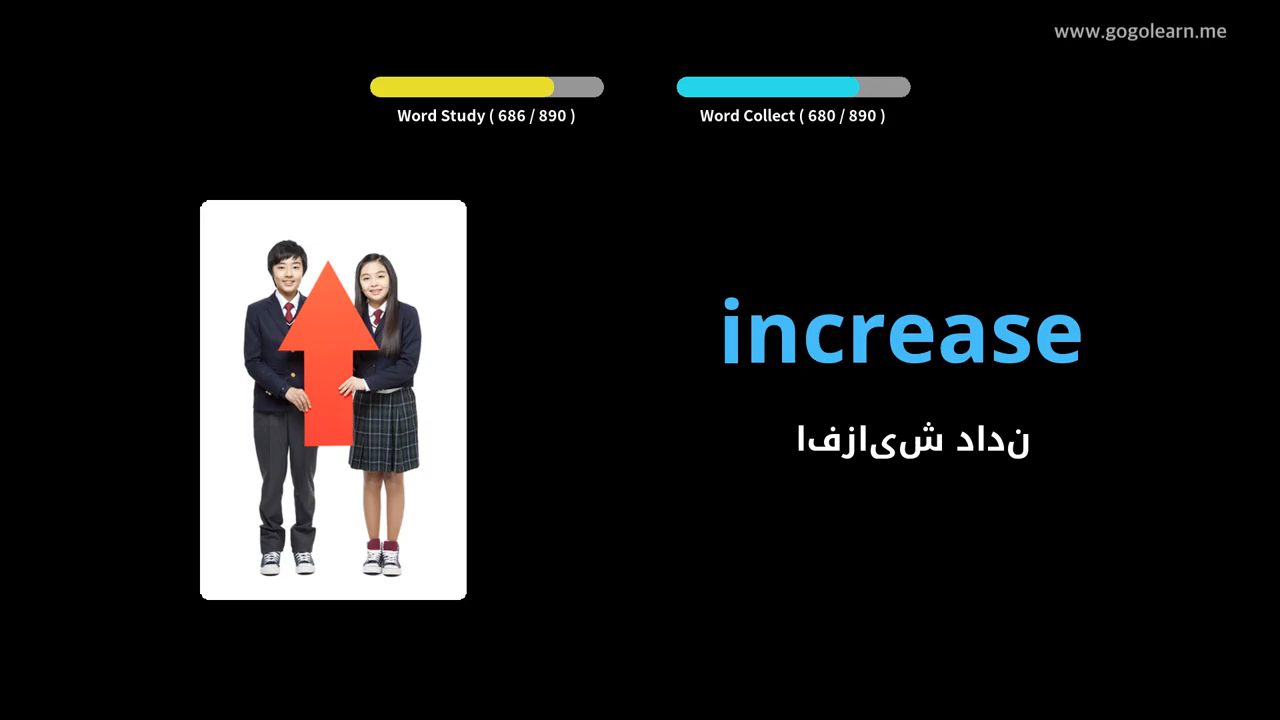 www.gogolearn.me
Word Study ( 686 / 890 )
Word Collect ( 680 / 890 )
increase
افزایش دادن